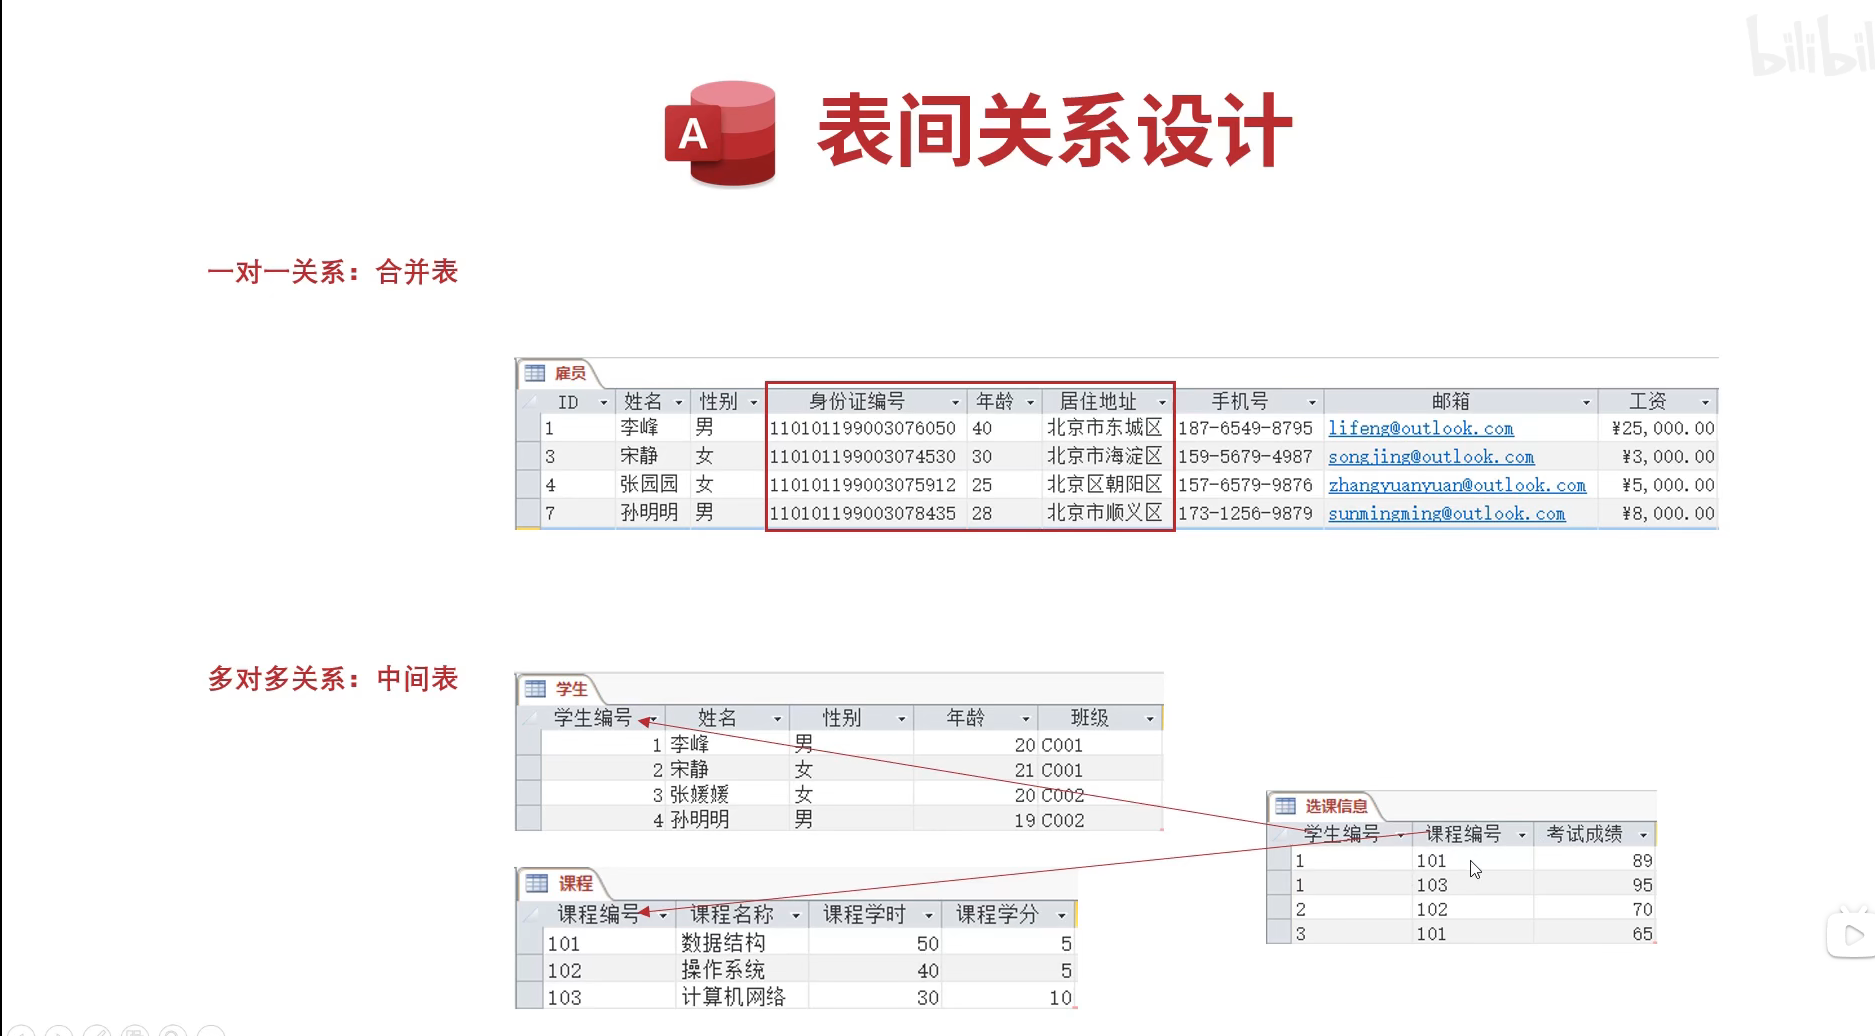 bilibil
A 表间关系设计
一对一关系：合并表
雇员
ID 姓名 性别 身份证编号 年龄 居住地址 手机号 邮箱 工资
1 李峰 男 110101199003076050 40 北京市东城区 187-6549-8795 lifeng@outlook.com ¥25,000.00
3 宋静 女 110101199003074530 30 北京市海淀区 159-5679-4987 songjing@outlook.com ¥3,000.00
4 张园园 女 110101199003075912 25 北京区朝阳区 157-6579-9876 zhangyuanyuan@outlook.com ¥5,000.00
7 孙明明 男 110101199003078435 28 北京市顺义区 173-1256-9879 sunmingming@outlook.com ¥8,000.00
多对多关系：中间表
学生
学生编号 姓名 性别 年龄 班级
1 李峰 男 20 C001
2 宋静 女 21 C001
3 张媛媛 女 20 C002
4 孙明明 男 19 C002
选课信息
学生编号 课程编号 考试成绩
1 101 89
1 103 95
2 102 70
3 101 65
课程
课程编号 课程名称 课程学时 课程学分
101 数据结构 50 5
102 操作系统 40 5
103 计算机网络 30 10